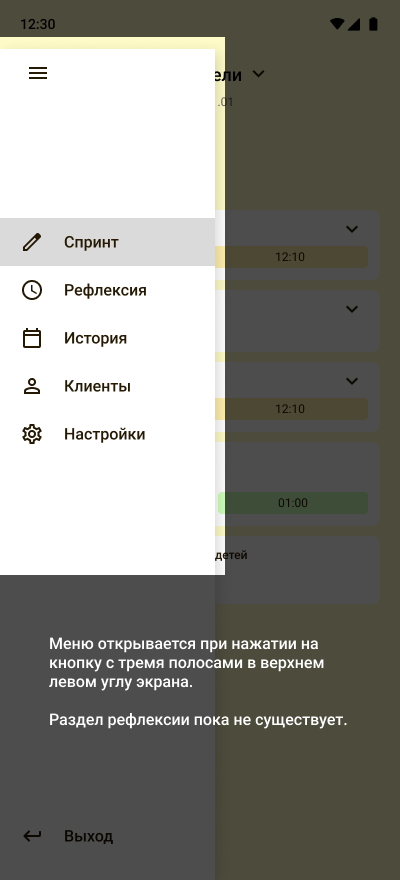 12:30
ели
.01
Спринт
12:10
Рефлексия
История
Клиенты
12:10
Настройки
01:00
детей
Меню открывается при нажатии на
кнопку с тремя полосами в верхнем
левом углу экрана.
Раздел рефлексии пока не существует.
Выход